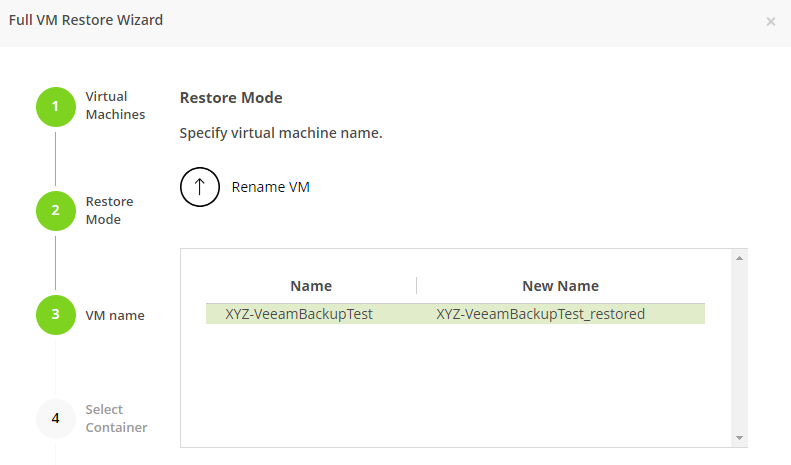 Full VM Restore Wizard
×
1
Virtual
Machines
Restore Mode
Specify virtual machine name.
Rename VM
2
Restore
Mode
Name
New Name
3
VM name
XYZ-VeeamBackupTest
XYZ-VeeamBackupTest_restored
4
Select
Container